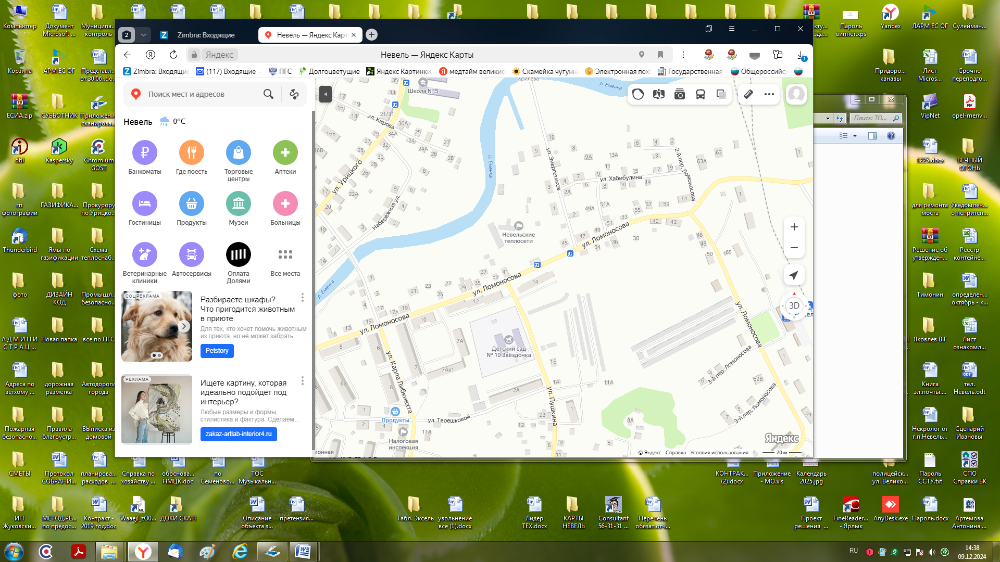 Компьютер
Документ Microsoft ...
Муниципа... контроль
Yandex
Пароль випнет.xps
ЛАРМ ЕС ОГ
Сулейман...
2
Zimbra: Входящие
Невель — Яндекс Карт
Яндекс
Невель — Яндекс Карты
1
Zimbra: Входящие
(117) Входящие —
ПГС
Долгоцветущие
Яндекс Картинки:
медтайм великие
Скамейка чугунн
Электронная похо
Государственная
Общероссийс
Поиск мест и адресов
Невель
0°C
Банкоматы
Где поесть
Торговые центры
Аптеки
Гостиницы
Продукты
Музеи
Больницы
Ветеринарные клиники
Автосервисы
Оплата Долями
Все места
СОЦРЕКЛАМА
Разбираете шкафы?
Что пригодится животным
в приюте
Для тех, кто хочет помочь животным
из приюта, но не может забрать...
Petstory
РЕКЛАМА
Ищете картину, которая
идеально подойдет под
интерьер?
Любые размеры и формы,
стилистика и фактура. Сделаем...
zakaz-artlab-interior4.ru
Школа № 5
р. Еменка
ул. Кирова
ул. Урицкого
Набережная ул.
р. Еменка
ул. Энергетиков
ул. Хабибулина
2-й пер. Ломоносова
Невельские теплосети
ул. Ломоносова
ул. Ломоносова
ул. Ломоносова
ул. Ломоносова
р. Еменка
Детский сад
№ 10 Звёздочка
ул. Карла Либкнехта
ул. Пушкина
ул. Терешковой
3-й пер. Ломоносова
3-й пер. Ломоносова
Продукты
Налоговая инспекция
3D
Яндекс
© Яндекс Справка Условия использования 70 м
Поиск: ТО...
Корзина
АРМ ЕС ОГ
Представл... от 30.06..do...
ЕСИА.zip
СУББОТНИК
Приложени... сканирова...
dbl
Kaspersky
Chromium GOST
гп фотографии
ГАЗИФИКА...
Прокурору по Урицко...
Thunderbird
Ямы по газификации
Схема теплоснаб...
фото
ДИЗАЙН КОД
Промышл... безопасно...
А Д М И Н И С Т Р А Ц ...
Новая папка
все по ПГС
Адреса по ветхому ...
дорожная разметка
Автодороги города
Пожарная безопасно...
Правила благоустр...
ВЫписка из домовой
СМЕТЫ
Протокол СОБРАНИ...
планирова... расходов ...
Справка по хозяйству ...
обоснова... НМЦК.doc
по Семеново...
ТОС Музыкальн...
ИП Жуковски...
МЕТОД.РЕ... по предос...
Контракт - 2019 год.doc
WaaejI_zO0...
ДОКИ СКАН
Описание объекта з...
претензия...
Табл. Эксель
увольнение все (1).docx
Лидер ТЕХ.docx
КАРТЫ НЕВЕЛЬ
Consultant 56-31-31 ...
Перечень обязат.отч...
Проект решения ...
FineReader... - Ярлык
AnyDesk.exe
Пароль.docx
Артемова Антонина ...
КОНТРАК... (2).docx
Приложение - МО.xls
Календарь 2025.jpg
полицейск... ул. Велико...
Пароль ССТУ.txt
СПО Справки БК
Придоро... канавы
Лист Micros...
Срочно перепodго...
VipNet
opel-meriv...
1225.docx
ВЕЧНЫЙ ОГОНЬ
для ремонта моста
Уведомлен... о непритен...
Решение об утвержден...
Реестр контейне...
Тимонин
определен... октябрь - к...
Яковлев В.Г
Лист ознакомл...
Книга эл.почты....
тел. Невель.odt
Некролог от г.п.Невель...
Сценарий Ивановы
RU
14:38
09.12.2024